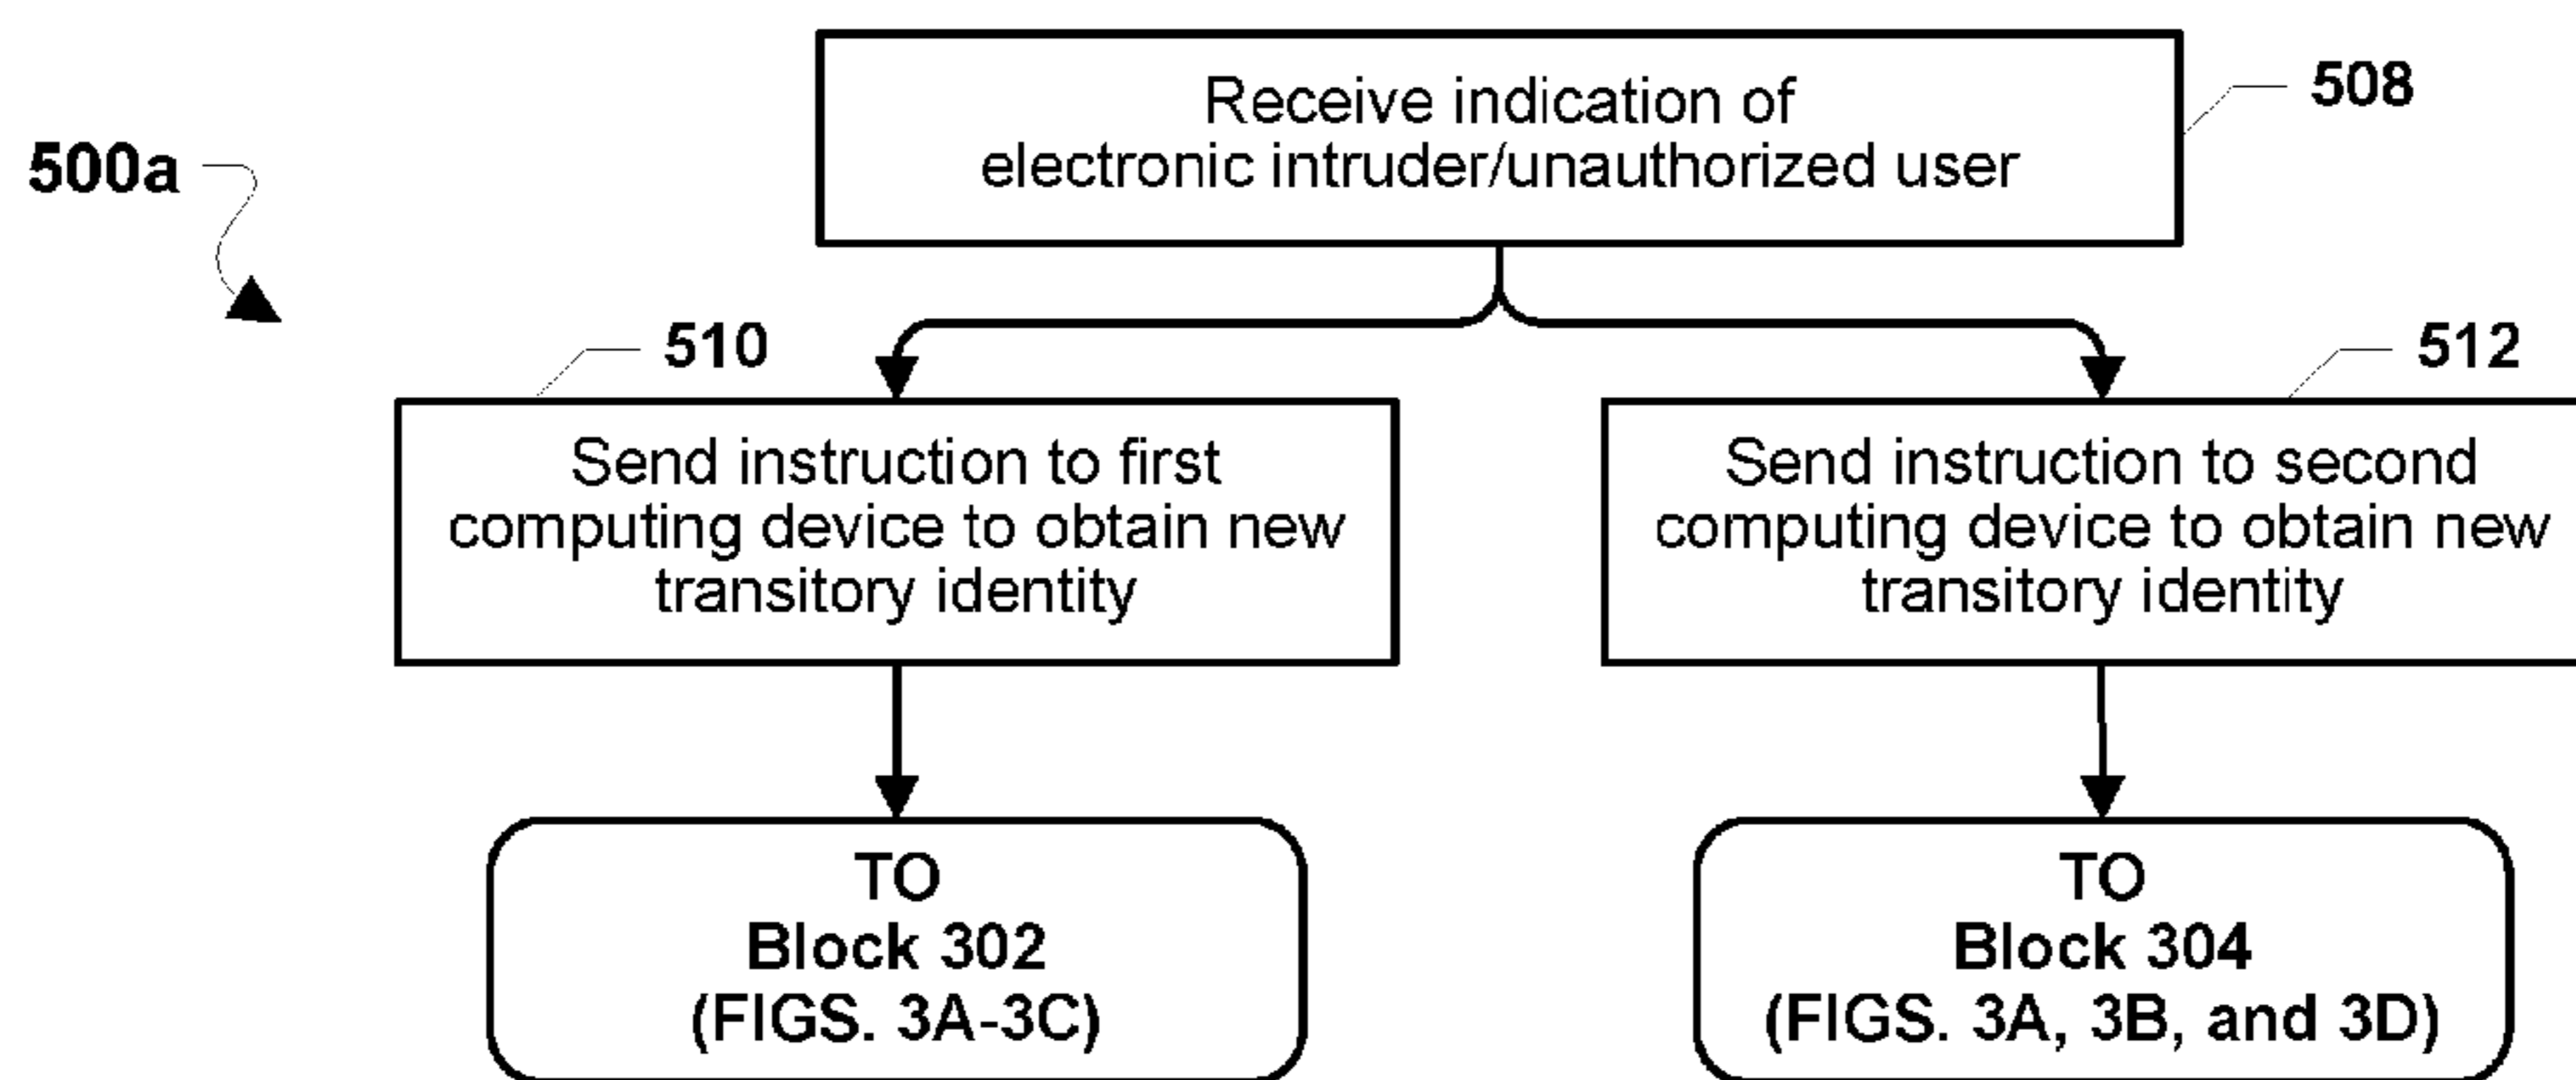 Receive indication of
electronic intruder/unauthorized user
508
500a
510
512
Send instruction to first
computing device to obtain new
transitory identity
Send instruction to second
computing device to obtain new
transitory identity
TO
Block 302
(FIGS. 3A-3C)
TO
Block 304
(FIGS. 3A, 3B, and 3D)